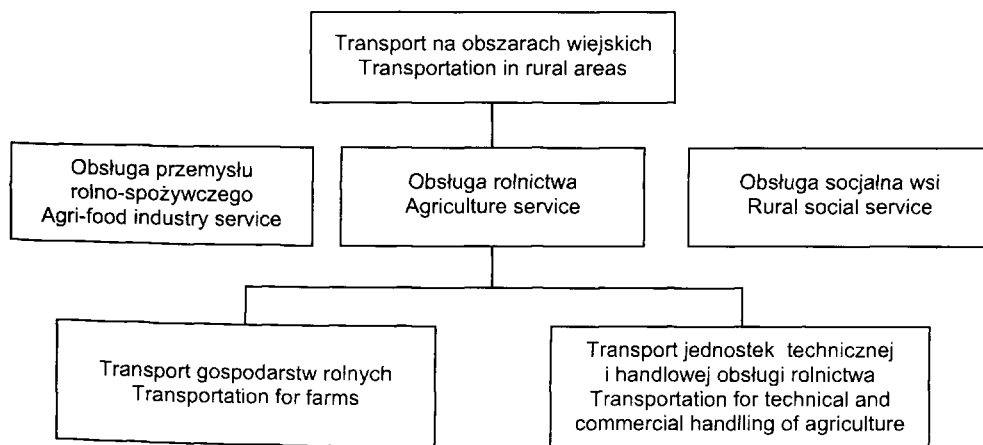 Transport na obszarach wiejskich
Transportation in rural areas
Obsługa przemysłu
rolno-spożywczego
Agri-food industry service
Obsługa rolnictwa
Agriculture service
Obsługa socjalna wsi
Rural social service
Transport gospodarstw rolnych
Transportation for farms
Transport jednostek technicznej
i handlowej obsługi rolnictwa
Transportation for technical and
commercial handlling of agriculture